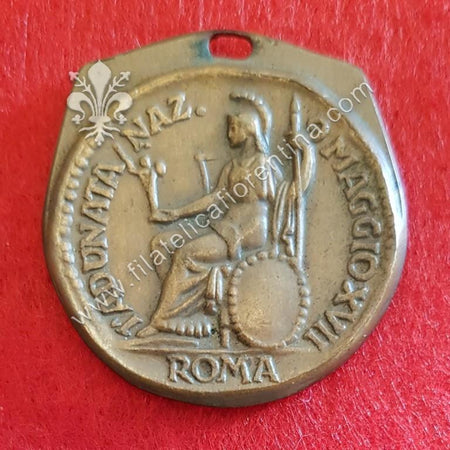 I ADUNATA NAZ.
MAGGIO XVII
ROMA
www.filatelicafiorentina.com